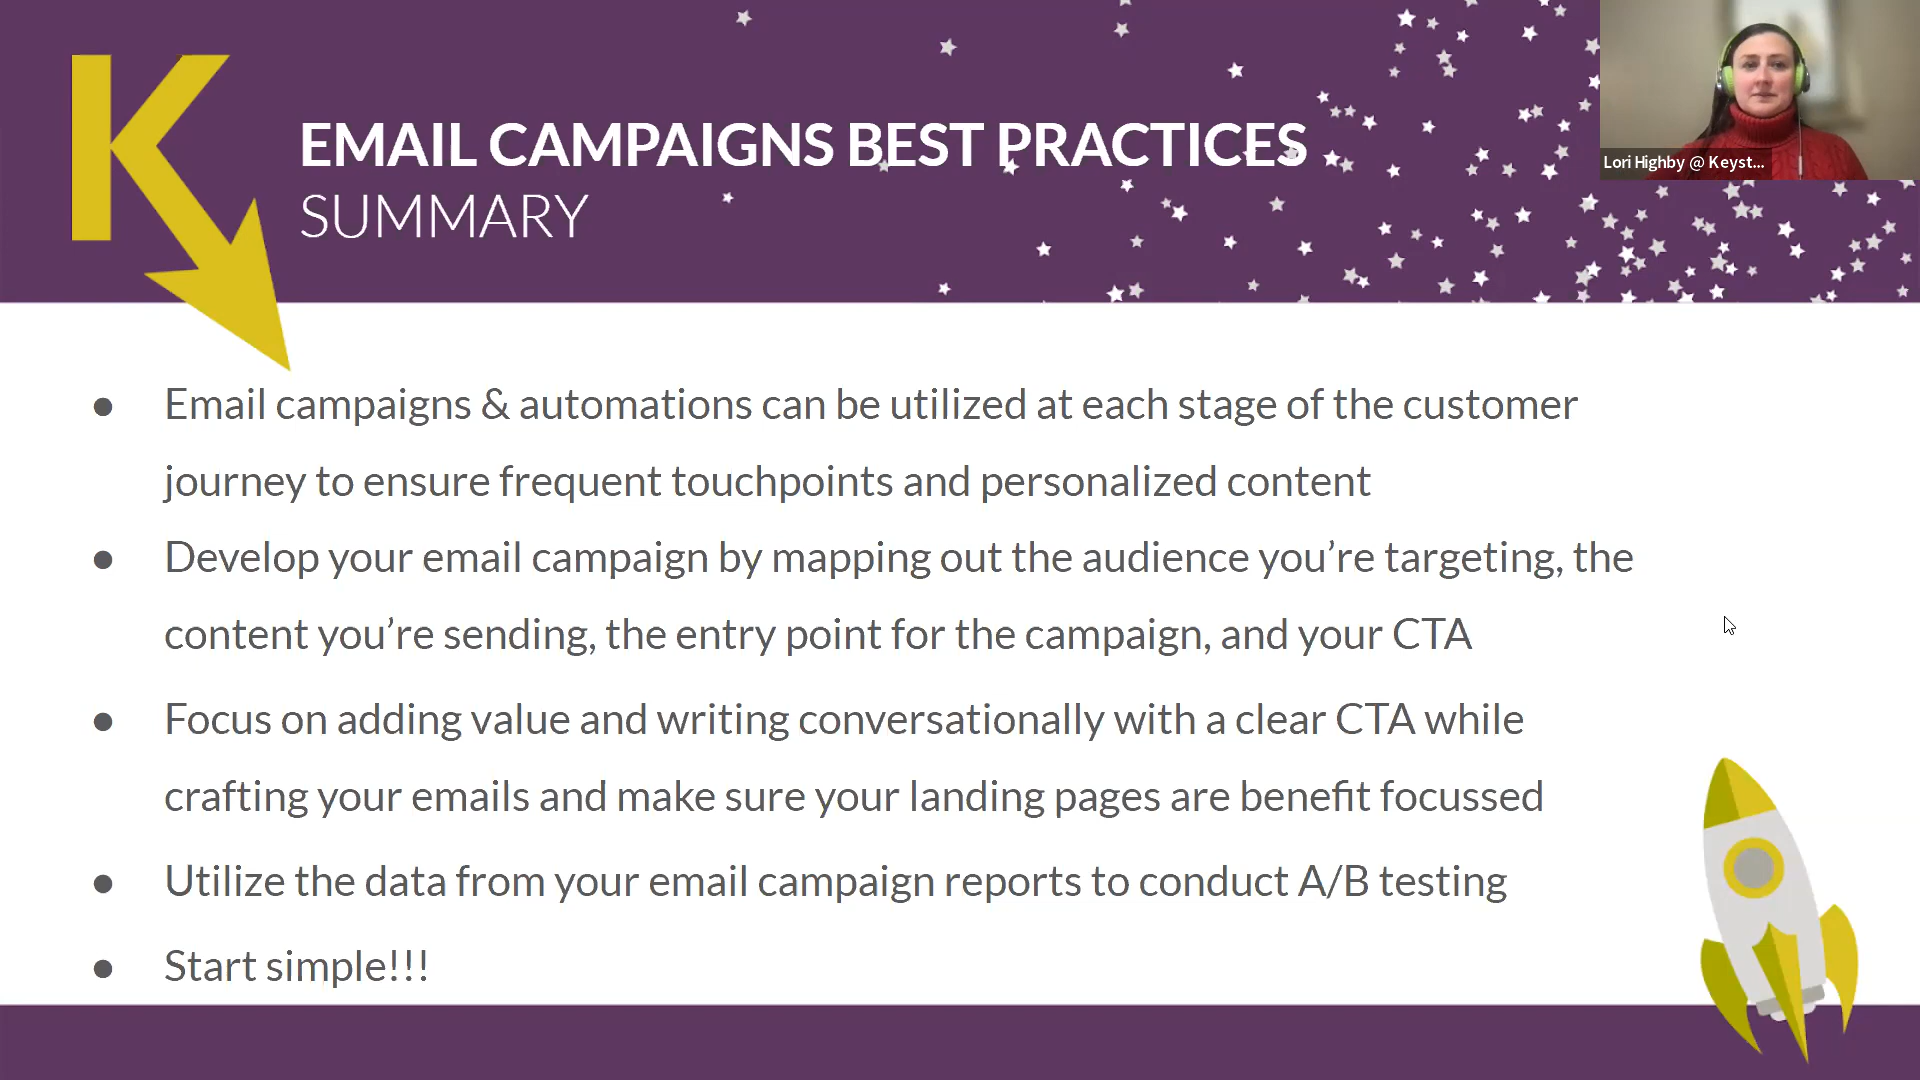 K
EMAIL CAMPAIGNS BEST PRACTICES
SUMMARY
Lori Highby @ Keyst...
● Email campaigns & automations can be utilized at each stage of the customer
journey to ensure frequent touchpoints and personalized content
● Develop your email campaign by mapping out the audience you’re targeting, the
content you’re sending, the entry point for the campaign, and your CTA
● Focus on adding value and writing conversationally with a clear CTA while
crafting your emails and make sure your landing pages are benefit focussed
● Utilize the data from your email campaign reports to conduct A/B testing
● Start simple!!!